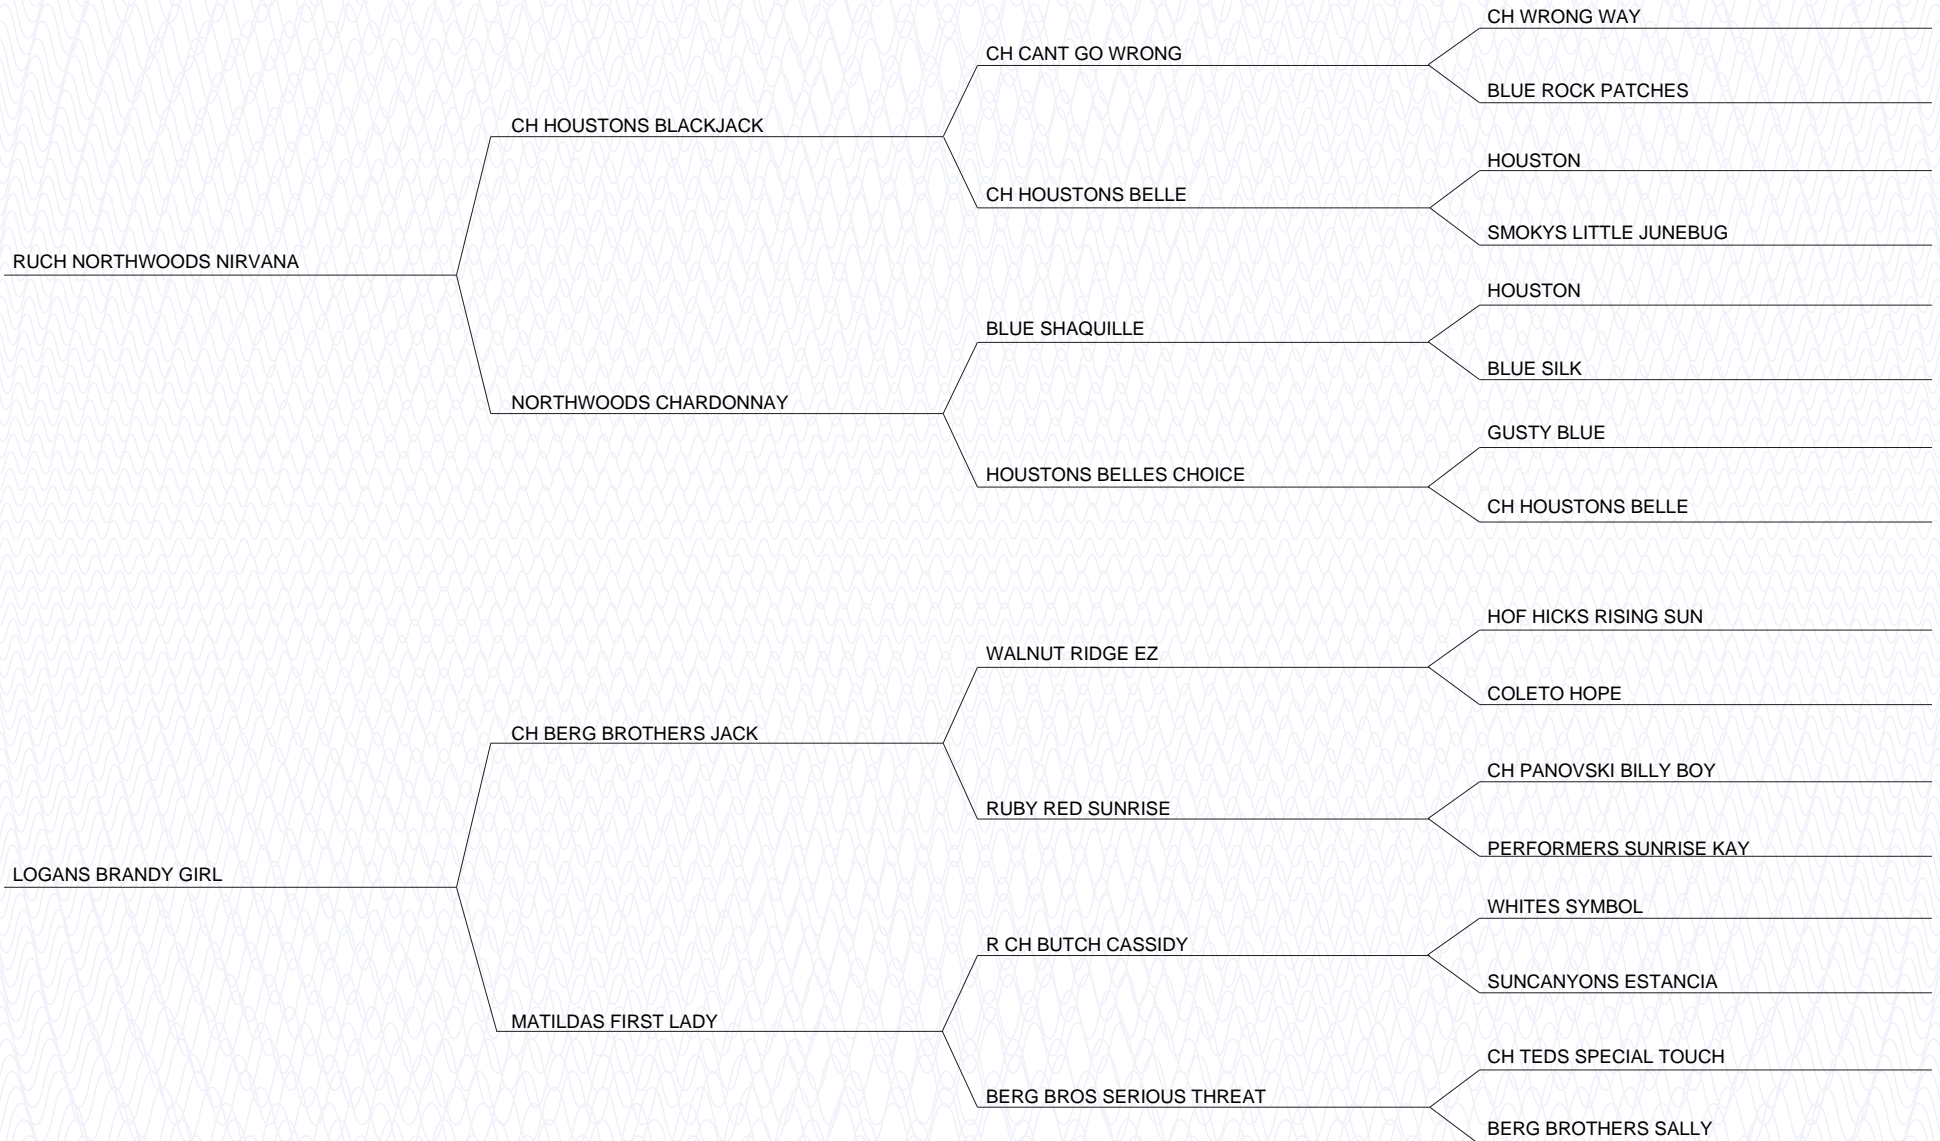 CH WRONG WAY
CH CANT GO WRONG
BLUE ROCK PATCHES
CH HOUSTONS BLACKJACK
HOUSTON
CH HOUSTONS BELLE
SMOKYS LITTLE JUNEBUG
RUCH NORTHWOODS NIRVANA
HOUSTON
BLUE SHAQUILLE
BLUE SILK
NORTHWOODS CHARDONNAY
GUSTY BLUE
HOUSTONS BELLES CHOICE
CH HOUSTONS BELLE
HOF HICKS RISING SUN
WALNUT RIDGE EZ
COLETO HOPE
CH BERG BROTHERS JACK
CH PANOVSKI BILLY BOY
RUBY RED SUNRISE
PERFORMERS SUNRISE KAY
LOGANS BRANDY GIRL
WHITES SYMBOL
R CH BUTCH CASSIDY
SUNCANYONS ESTANCIA
MATILDAS FIRST LADY
CH TEDS SPECIAL TOUCH
BERG BROS SERIOUS THREAT
BERG BROTHERS SALLY